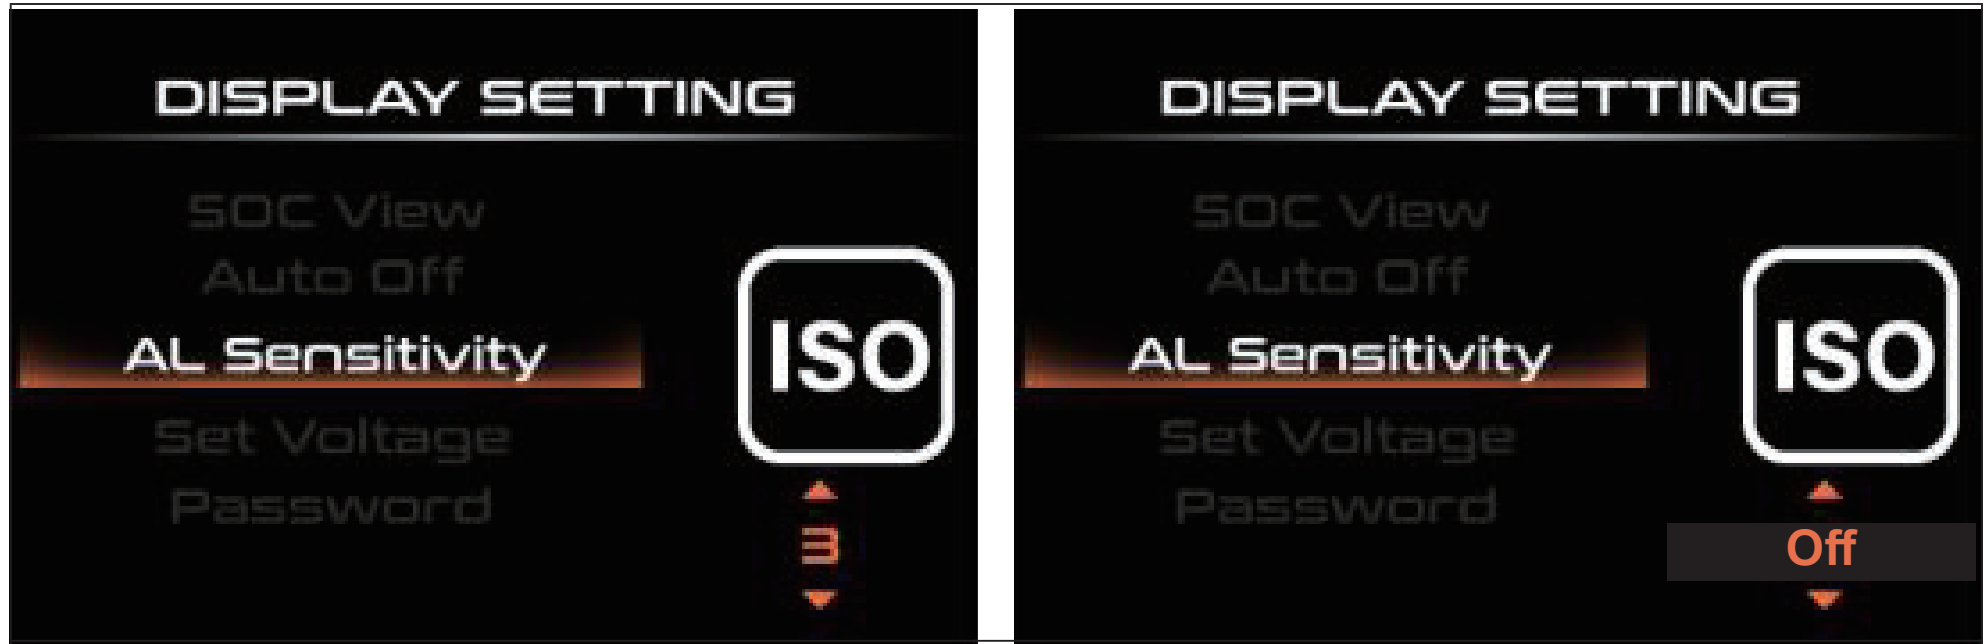 DISPLAY SETTING
SOC View
Auto Off
AL Sensitivity
Set Voltage
Password
ISO
3
DISPLAY SETTING
SOC View
Auto Off
AL Sensitivity
Set Voltage
Password
ISO
Off